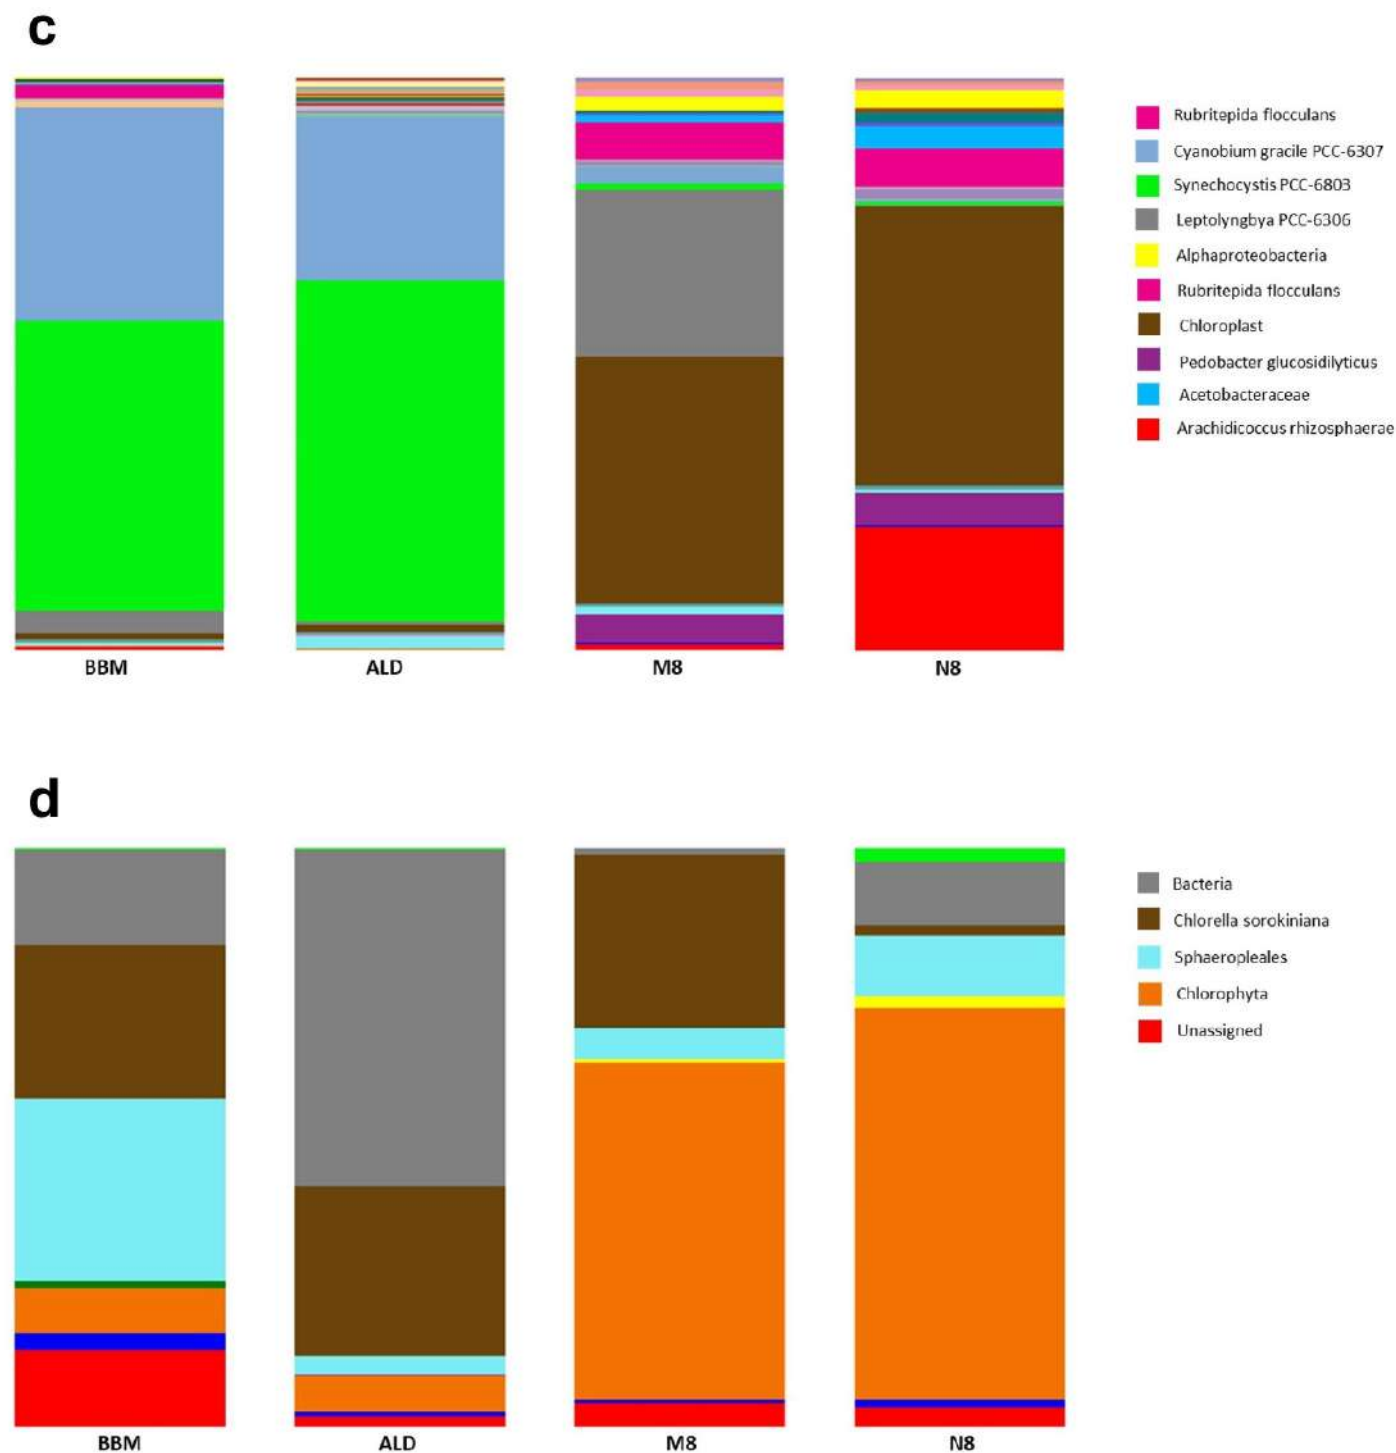 c
Rubritepida flocculans
Cyanobium gracile PCC-6307
Synechocystis PCC-6803
Leptolyngbya PCC-6306
Alphaproteobacteria
Rubritepida flocculans
Chloroplast
Pedobacter glucosidilyticus
Acetobacteraceae
Arachidicoccus rhizosphaerae
BBM ALD M8 N8
d
Bacteria
Chlorella sorokiniana
Sphaeropleales
Chlorophyta
Unassigned
BBM ALD M8 N8